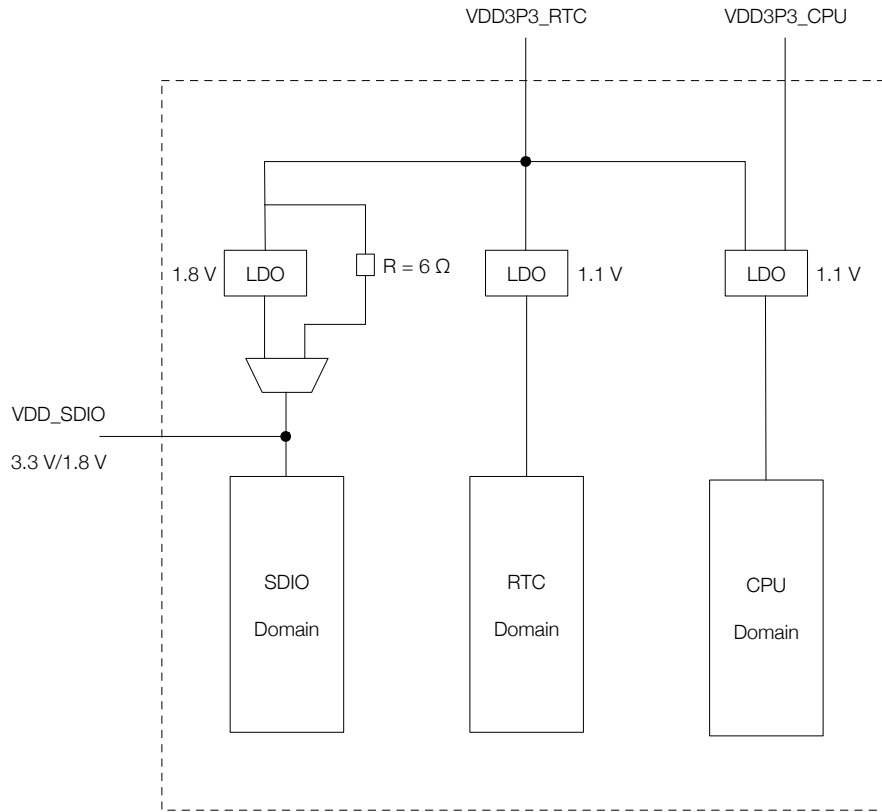 VDD3P3_RTC
VDD3P3_CPU
1.8 V
LDO
R = 6 Ω
LDO
1.1 V
LDO
1.1 V
VDD_SDIO
3.3 V/1.8 V
SDIO
Domain
RTC
Domain
CPU
Domain